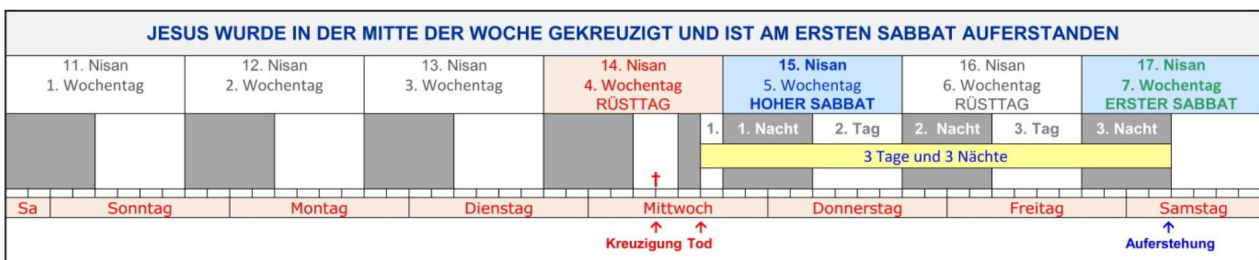 JESUS WURDE IN DER MITTE DER WOCHE GEKREUZIGT UND IST AM ERSTEN SABBAT AUFERSTANDEN
11. Nisan
1. Wochentag
12. Nisan
2. Wochentag
13. Nisan
3. Wochentag
14. Nisan
4. Wochentag
RÜSTTAG
15. Nisan
5. Wochentag
HOHER SABBAT
16. Nisan
6. Wochentag
RÜSTTAG
17. Nisan
7. Wochentag
ERSTER SABBAT
1. 1. Nacht 2. Tag 2. Nacht 3. Tag 3. Nacht
3 Tage und 3 Nächte
Sa Sonntag Montag Dienstag Mittwoch Donnerstag Freitag Samstag
Kreuzigung Tod Auferstehung